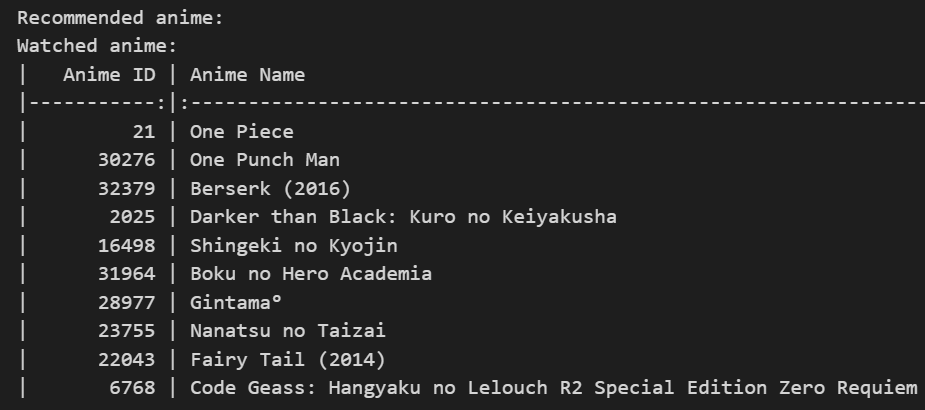 Recommended anime:
Watched anime:
|   Anime ID | Anime Name
|-----------:|:---------------------------------------------------------------
|         21 | One Piece
|      30276 | One Punch Man
|      32379 | Berserk (2016)
|       2025 | Darker than Black: Kuro no Keiyakusha
|      16498 | Shingeki no Kyojin
|      31964 | Boku no Hero Academia
|      28977 | Gintama°
|      23755 | Nanatsu no Taizai
|      22043 | Fairy Tail (2014)
|       6768 | Code Geass: Hangyaku no Lelouch R2 Special Edition Zero Requiem